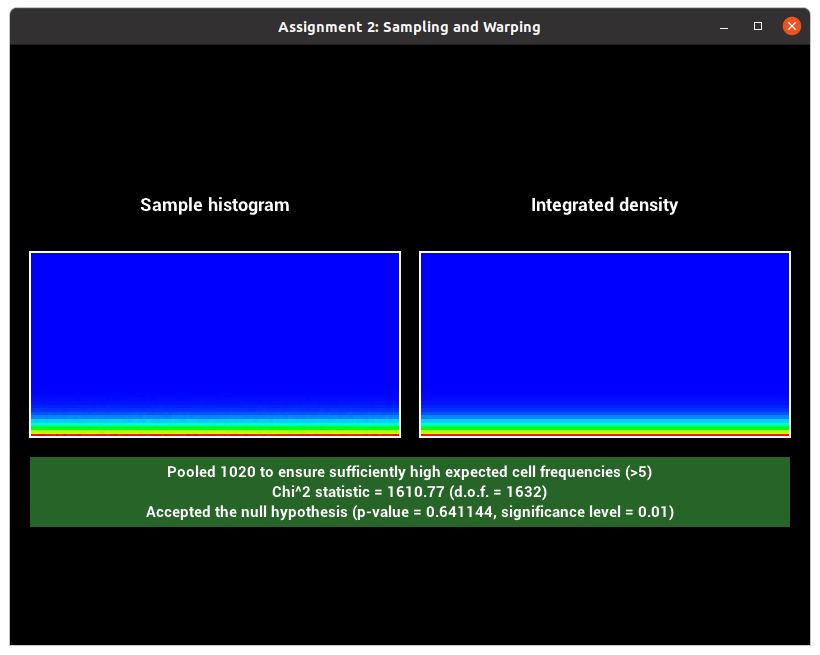 Assignment 2: Sampling and Warping
Sample histogram
Integrated density
Pooled 1020 to ensure sufficiently high expected cell frequencies (>5)
Chi^2 statistic = 1610.77 (d.o.f. = 1632)
Accepted the null hypothesis (p-value = 0.641144, significance level = 0.01)